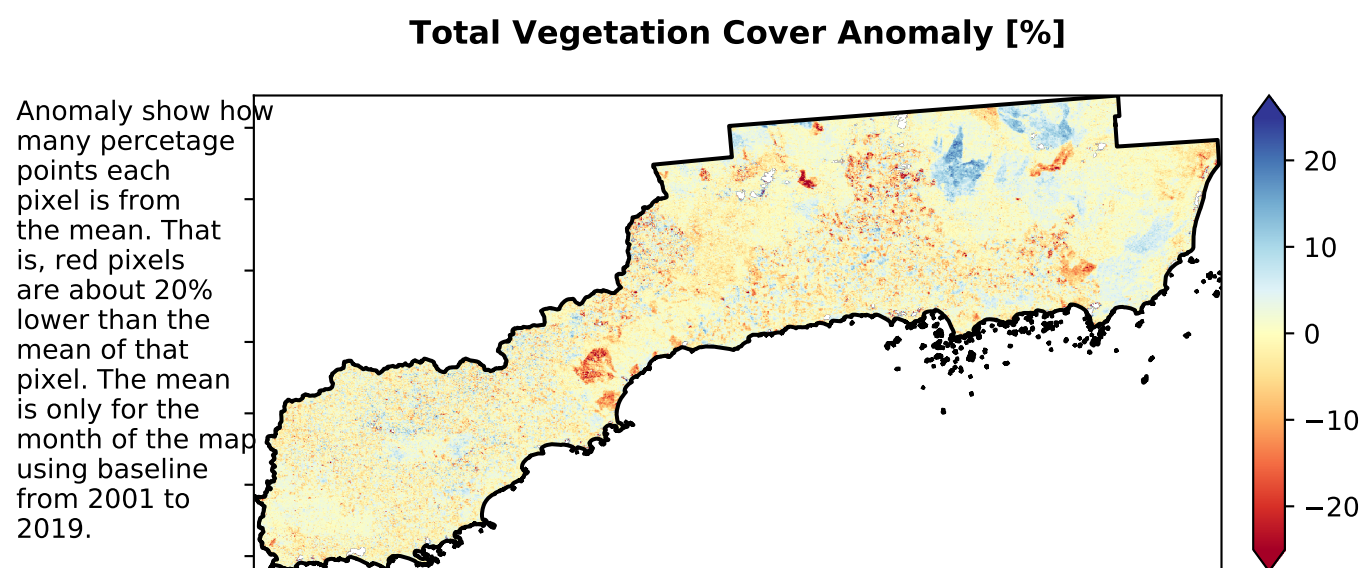 Total Vegetation Cover Anomaly [%]
Anomaly show how
many percetage
points each
pixel is from
the mean. That
is, red pixels
are about 20%
lower than the
mean of that
pixel. The mean
is only for the
month of the map
using baseline
from 2001 to
2019.
20
10
0
−10
−20